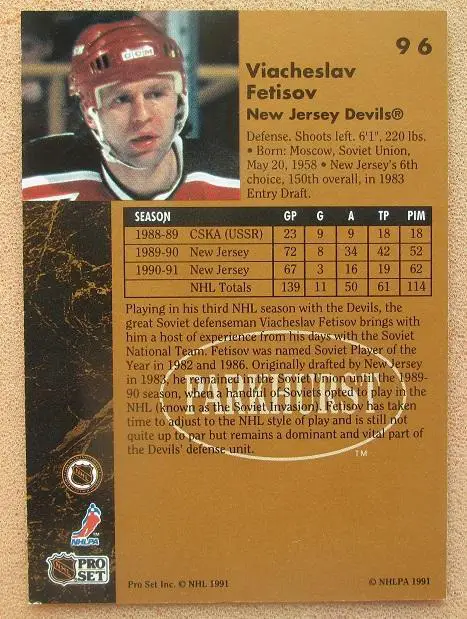 96
CCM
Viacheslav
Fetisov
New Jersey Devils®
Defense. Shoots left. 6'1", 220 lbs.
• Born: Moscow, Soviet Union,
May 20, 1958 • New Jersey's 6th
choice, 150th overall, in 1983
Entry Draft.
SEASON GP G A TP PIM
1988-89 CSKA (USSR) 23 9 9 18 18
1989-90 New Jersey 72 8 34 42 52
1990-91 New Jersey 67 3 16 19 62
NHL Totals 139 11 50 61 114
Playing in his third NHL season with the Devils, the
great Soviet defenseman Viacheslav Fetisov brings with
him a host of experience from his days with the Soviet
National Team. Fetisov was named Soviet Player of the
Year in 1982 and 1986. Originally drafted by New Jersey
in 1983, he remained in the Soviet Union until the 1989-
90 season, when a handful of Soviets opted to play in the
NHL (known as the Soviet Invasion). Fetisov has taken
time to adjust to the NHL style of play and is still not
quite up to par but remains a dominant and vital part of
the Devils' defense unit.
PARKHURST
TM
NHL
NHLPA
NHL PRO
SET
Pro Set Inc. © NHL 1991
© NHLPA 1991